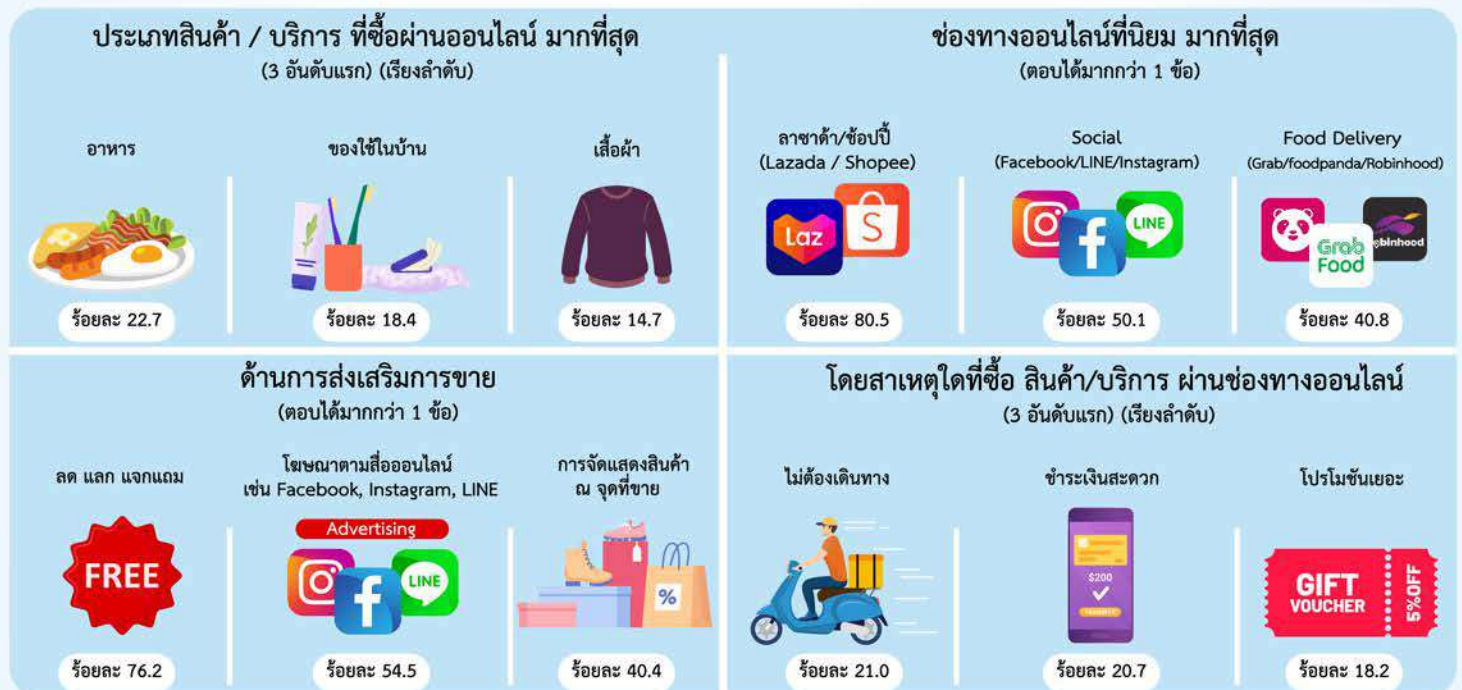 ประเภทสินค้า / บริการ ที่ซื้อผ่านออนไลน์ มากที่สุด
(3 อันดับแรก) (เรียงลำดับ)
อาหาร
ของใช้ในบ้าน
เสื้อผ้า
ร้อยละ 22.7
ร้อยละ 18.4
ร้อยละ 14.7
ช่องทางออนไลน์ที่นิยม มากที่สุด
(ตอบได้มากกว่า 1 ข้อ)
ลาซาด้า/ช้อปปี้
(Lazada / Shopee)
Social
(Facebook/LINE/Instagram)
Food Delivery
(Grab/foodpanda/Robinhood)
Laz
S
f
LINE
Grab
Food
binhood
ร้อยละ 80.5
ร้อยละ 50.1
ร้อยละ 40.8
ด้านการส่งเสริมการขาย
(ตอบได้มากกว่า 1 ข้อ)
ลด แลก แจกแถม
โฆษณาตามสื่อออนไลน์
เช่น Facebook, Instagram, LINE
การจัดแสดงสินค้า
ณ จุดที่ขาย
FREE
Advertising
f
LINE
%
ร้อยละ 76.2
ร้อยละ 54.5
ร้อยละ 40.4
โดยสาเหตุใดที่ซื้อ สินค้า/บริการ ผ่านช่องทางออนไลน์
(3 อันดับแรก) (เรียงลำดับ)
ไม่ต้องเดินทาง
ชำระเงินสะดวก
โปรโมชันเยอะ
$200
GIFT
VOUCHER
5%OFF
ร้อยละ 21.0
ร้อยละ 20.7
ร้อยละ 18.2